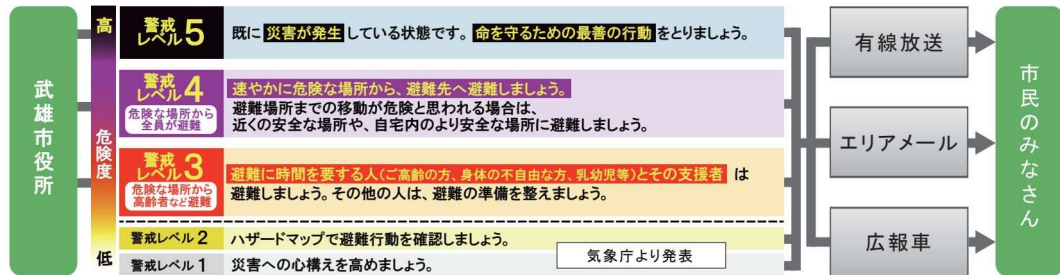 武雄市役所
高
危険度
低
警戒レベル5
既に災害が発生している状態です。命を守るための最善の行動をとりましょう。
警戒レベル4
危険な場所から
全員が避難
速やかに危険な場所から、避難先へ避難しましょう。
避難場所までの移動が危険と思われる場合は、
近くの安全な場所や、自宅内のより安全な場所に避難しましょう。
警戒レベル3
危険な場所から
高齢者など避難
避難に時間を要する人(ご高齢の方、身体の不自由な方、乳幼児等)とその支援者は
避難しましょう。その他の人は、避難の準備を整えましょう。
警戒レベル2
ハザードマップで避難行動を確認しましょう。
警戒レベル1
災害への心構えを高めましょう。
気象庁より発表
有線放送
エリアメール
広報車
市民のみなさん